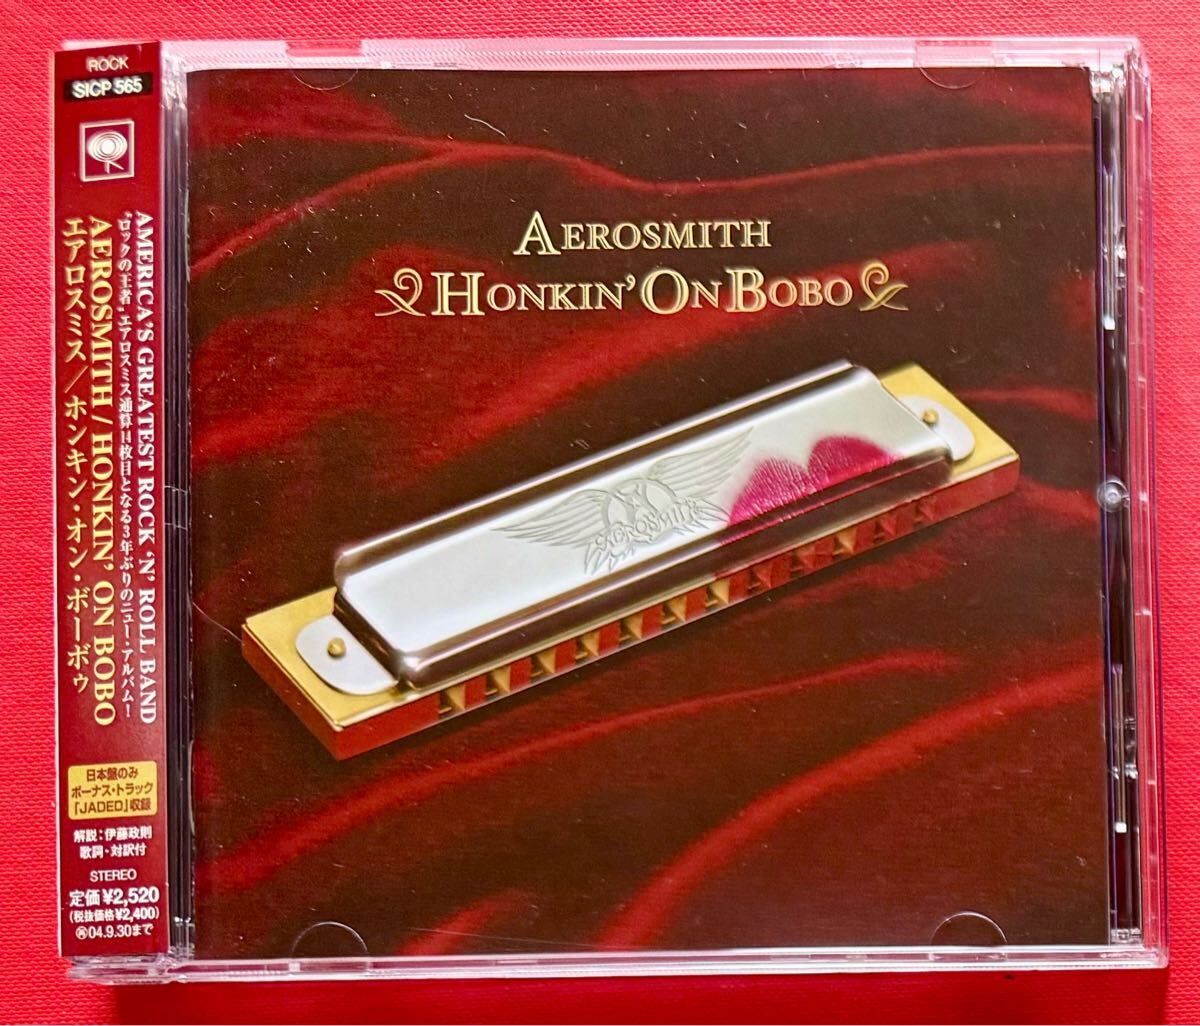 ROCK
SICP 565
AMERICA'S GREATEST ROCK 'N' ROLL BAND
“ロックの王者”エアロスミス通算14枚目となる3年ぶりのニュー・アルバム!
AEROSMITH / HONKIN' ON BOBO
エアロスミス／ホンキン・オン・ボーボゥ
日本盤のみ
ボーナス・トラック
「JADED」収録
解説：伊藤政則
歌詞・対訳付
STEREO
定価¥2,520
(税抜価格¥2,400)
再04.9.30まで
AEROSMITH
HONKIN' ON BOBO
AEROSMITH